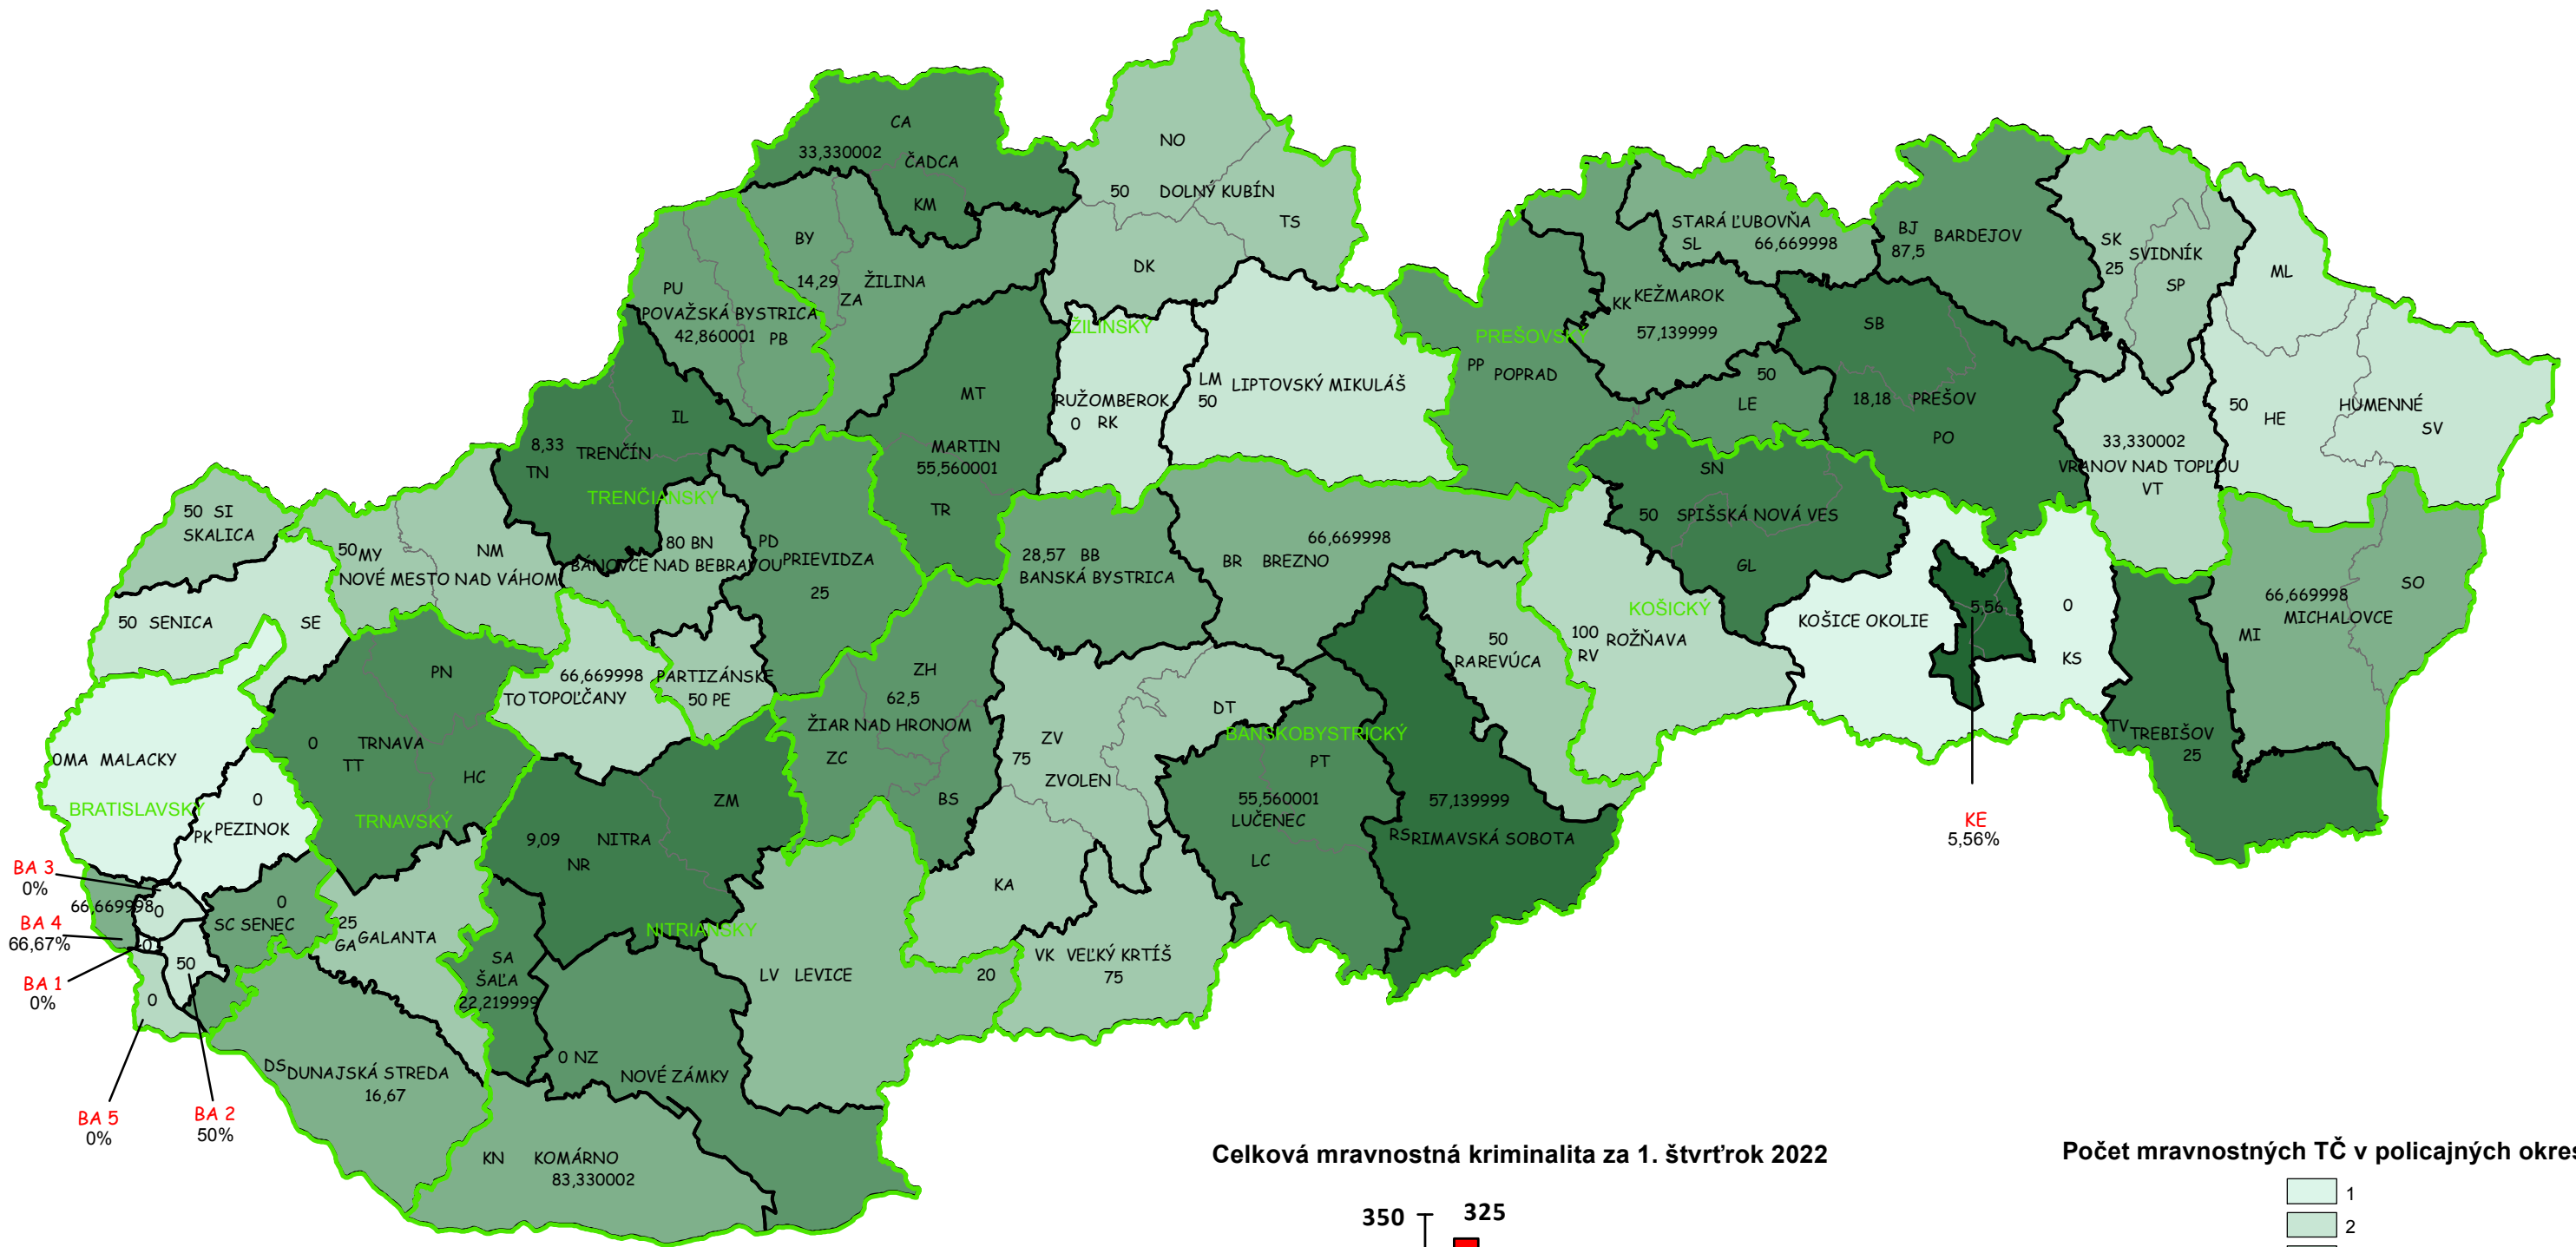 CA
33,330002
ČADCA
KM
NO
50 DOLNÝ KUBÍN
TS
DK
BY
14,29
ZA
ŽILINA
PU
POVAŽSKÁ BYSTRICA
42,860001 PB
STARÁ ĽUBOVŇA
SL 66,669998
BJ
87,5
BARDEJOV
SK
25
SVIDNÍK
SP
ML
KK
KEŽMAROK
57,139999
ŽILINSKÝ
PREŠOVSKÝ
PP
POPRAD
50
LE
SB
18,18 PREŠOV
PO
50
HE
HUMENNÉ
SV
33,330002
VRANOV NAD TOPĽOU
VT
MT
MARTIN
55,560001
TR
RUŽOMBEROK
0 RK
LM
50
LIPTOVSKÝ MIKULÁŠ
IL
8,33
TN
TRENČÍN
TRENČIANSKY
SN
50 SPIŠSKÁ NOVÁ VES
GL
50 SI
SKALICA
50
MY
NM
NOVÉ MESTO NAD VÁHOM
80 BN
BÁNOVCE NAD BEBRAVOU
PD
PRIEVIDZA
25
28,57 BB
BANSKÁ BYSTRICA
66,669998
BR BREZNO
50 SENICA
SE
KOŠICKÝ
100
RV
ROŽŇAVA
50
RA
REVÚCA
KOŠICE OKOLIE
5,56
0
KS
66,669998
MICHALOVCE
MI
SO
PN
0
TRNAVA
TT
HC
TRNAVSKÝ
66,669998
TO TOPOĽČANY
PARTIZÁNSKE
50 PE
ZH
62,5
ŽIAR NAD HRONOM
ZC
BS
DT
ZV
75
ZVOLEN
KA
BANSKOBYSTRICKÝ
PT
55,560001
LUČENEC
LC
57,139999
RS
RIMAVSKÁ SOBOTA
TV
TREBIŠOV
25
KE
5,56%
0
MA MALACKY
BRATISLAVSKÝ
0
PK
PEZINOK
ZM
9,09 NITRA
NR
NITRIANSKY
BA 3
0%
66,669998
0
BA 4
66,67%
0
BA 1
0%
0
SC SENEC
25
GA
GALANTA
50
0
SA
ŠAĽA
22,219999
LV LEVICE
20
VK VEĽKÝ KRTÍŠ
75
DS
DUNAJSKÁ STREDA
16,67
0 NZ
NOVÉ ZÁMKY
BA 5
0%
BA 2
50%
KN KOMÁRNO
83,330002
Celková mravnostná kriminalita za 1. štvrťrok 2022
350
325
Počet mravnostných TČ v policajných okres
1
2